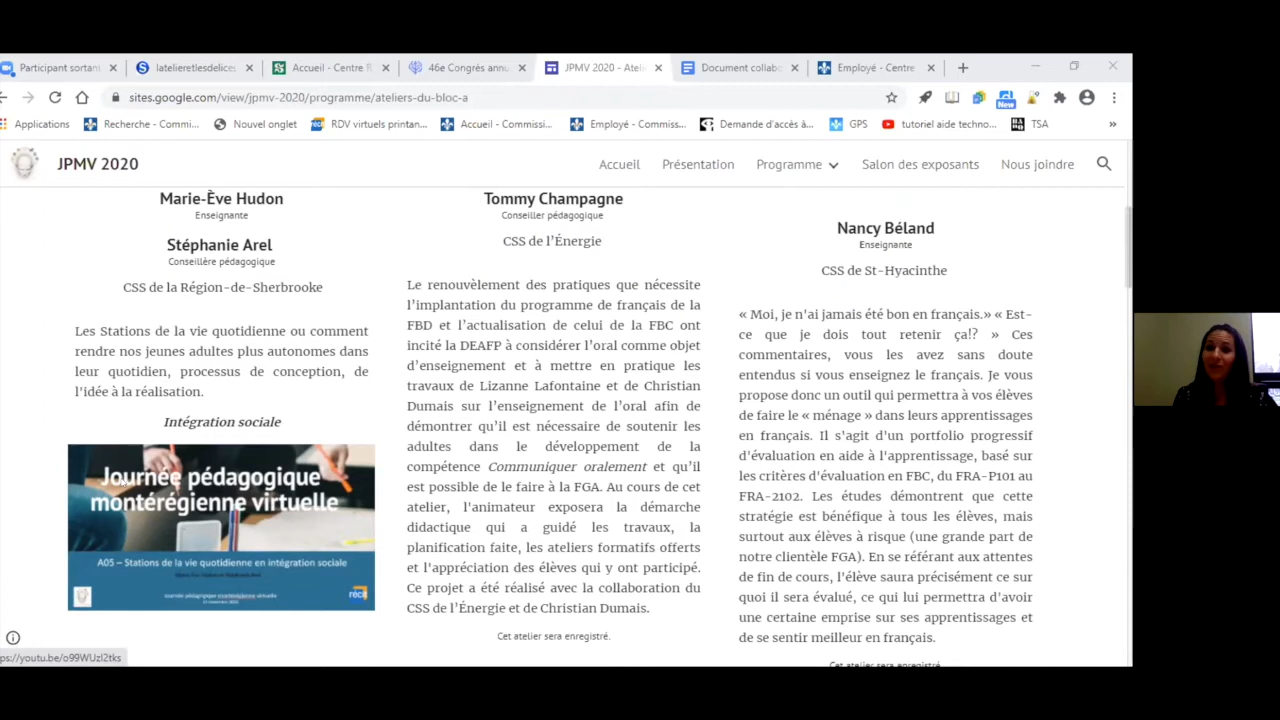 Participant sortan
latelieretlesdelices
Accueil - Centre R
46e Congrès annu
JPMV 2020 - Ateli
Document collab
Employé - Centre
sites.google.com/view/jpmv-2020/programme/ateliers-du-bloc-a
New
Applications
Recherche - Commi...
Nouvel onglet
RDV virtuels printan...
Accueil - Commissi...
Employé - Commiss...
Demande d'accès à...
GPS
tutoriel aide techno...
TSA
»
JPMV 2020
Accueil
Présentation
Programme
Salon des exposants
Nous joindre
Marie-Ève Hudon
Enseignante
Stéphanie Arel
Conseillère pédagogique
CSS de la Région-de-Sherbrooke
Les Stations de la vie quotidienne ou comment
rendre nos jeunes adultes plus autonomes dans
leur quotidien, processus de conception, de
l'idée à la réalisation.
Intégration sociale
Journée pédagogique
montérégienne virtuelle
A05 – Stations de la vie quotidienne en intégration sociale
journée pédagogique montérégienne virtuelle
récit
ps://youtu.be/o99WUzI2tks
Tommy Champagne
Conseiller pédagogique
CSS de l'Énergie
Le renouvèlement des pratiques que nécessite
l'implantation du programme de français de la
FBD et l'actualisation de celui de la FBC ont
incité la DEAFP à considérer l'oral comme objet
d'enseignement et à mettre en pratique les
travaux de Lizanne Lafontaine et de Christian
Dumais sur l'enseignement de l'oral afin de
démontrer qu'il est nécessaire de soutenir les
adultes dans le développement de la
compétence Communiquer oralement et qu'il
est possible de le faire à la FGA. Au cours de cet
atelier, l'animateur exposera la démarche
didactique qui a guidé les travaux, la
planification faite, les ateliers formatifs offerts
et l'appréciation des élèves qui y ont participé.
Ce projet a été réalisé avec la collaboration du
CSS de l'Énergie et de Christian Dumais.
Cet atelier sera enregistré.
Nancy Béland
Enseignante
CSS de St-Hyacinthe
« Moi, je n'ai jamais été bon en français.» « Est-
ce que je dois tout retenir ça!? » Ces
commentaires, vous les avez sans doute
entendus si vous enseignez le français. Je vous
propose donc un outil qui permettra à vos élèves
de faire le « ménage » dans leurs apprentissages
en français. Il s'agit d'un portfolio progressif
d'évaluation en aide à l'apprentissage, basé sur
les critères d'évaluation en FBC, du FRA-P101 au
FRA-2102. Les études démontrent que cette
stratégie est bénéfique à tous les élèves, mais
surtout aux élèves à risque (une grande part de
notre clientèle FGA). En se référant aux attentes
de fin de cours, l'élève saura précisément ce sur
quoi il sera évalué, ce qui lui permettra d'avoir
une certaine emprise sur ses apprentissages et
de se sentir meilleur en français.
Cet atelier sera enregistré